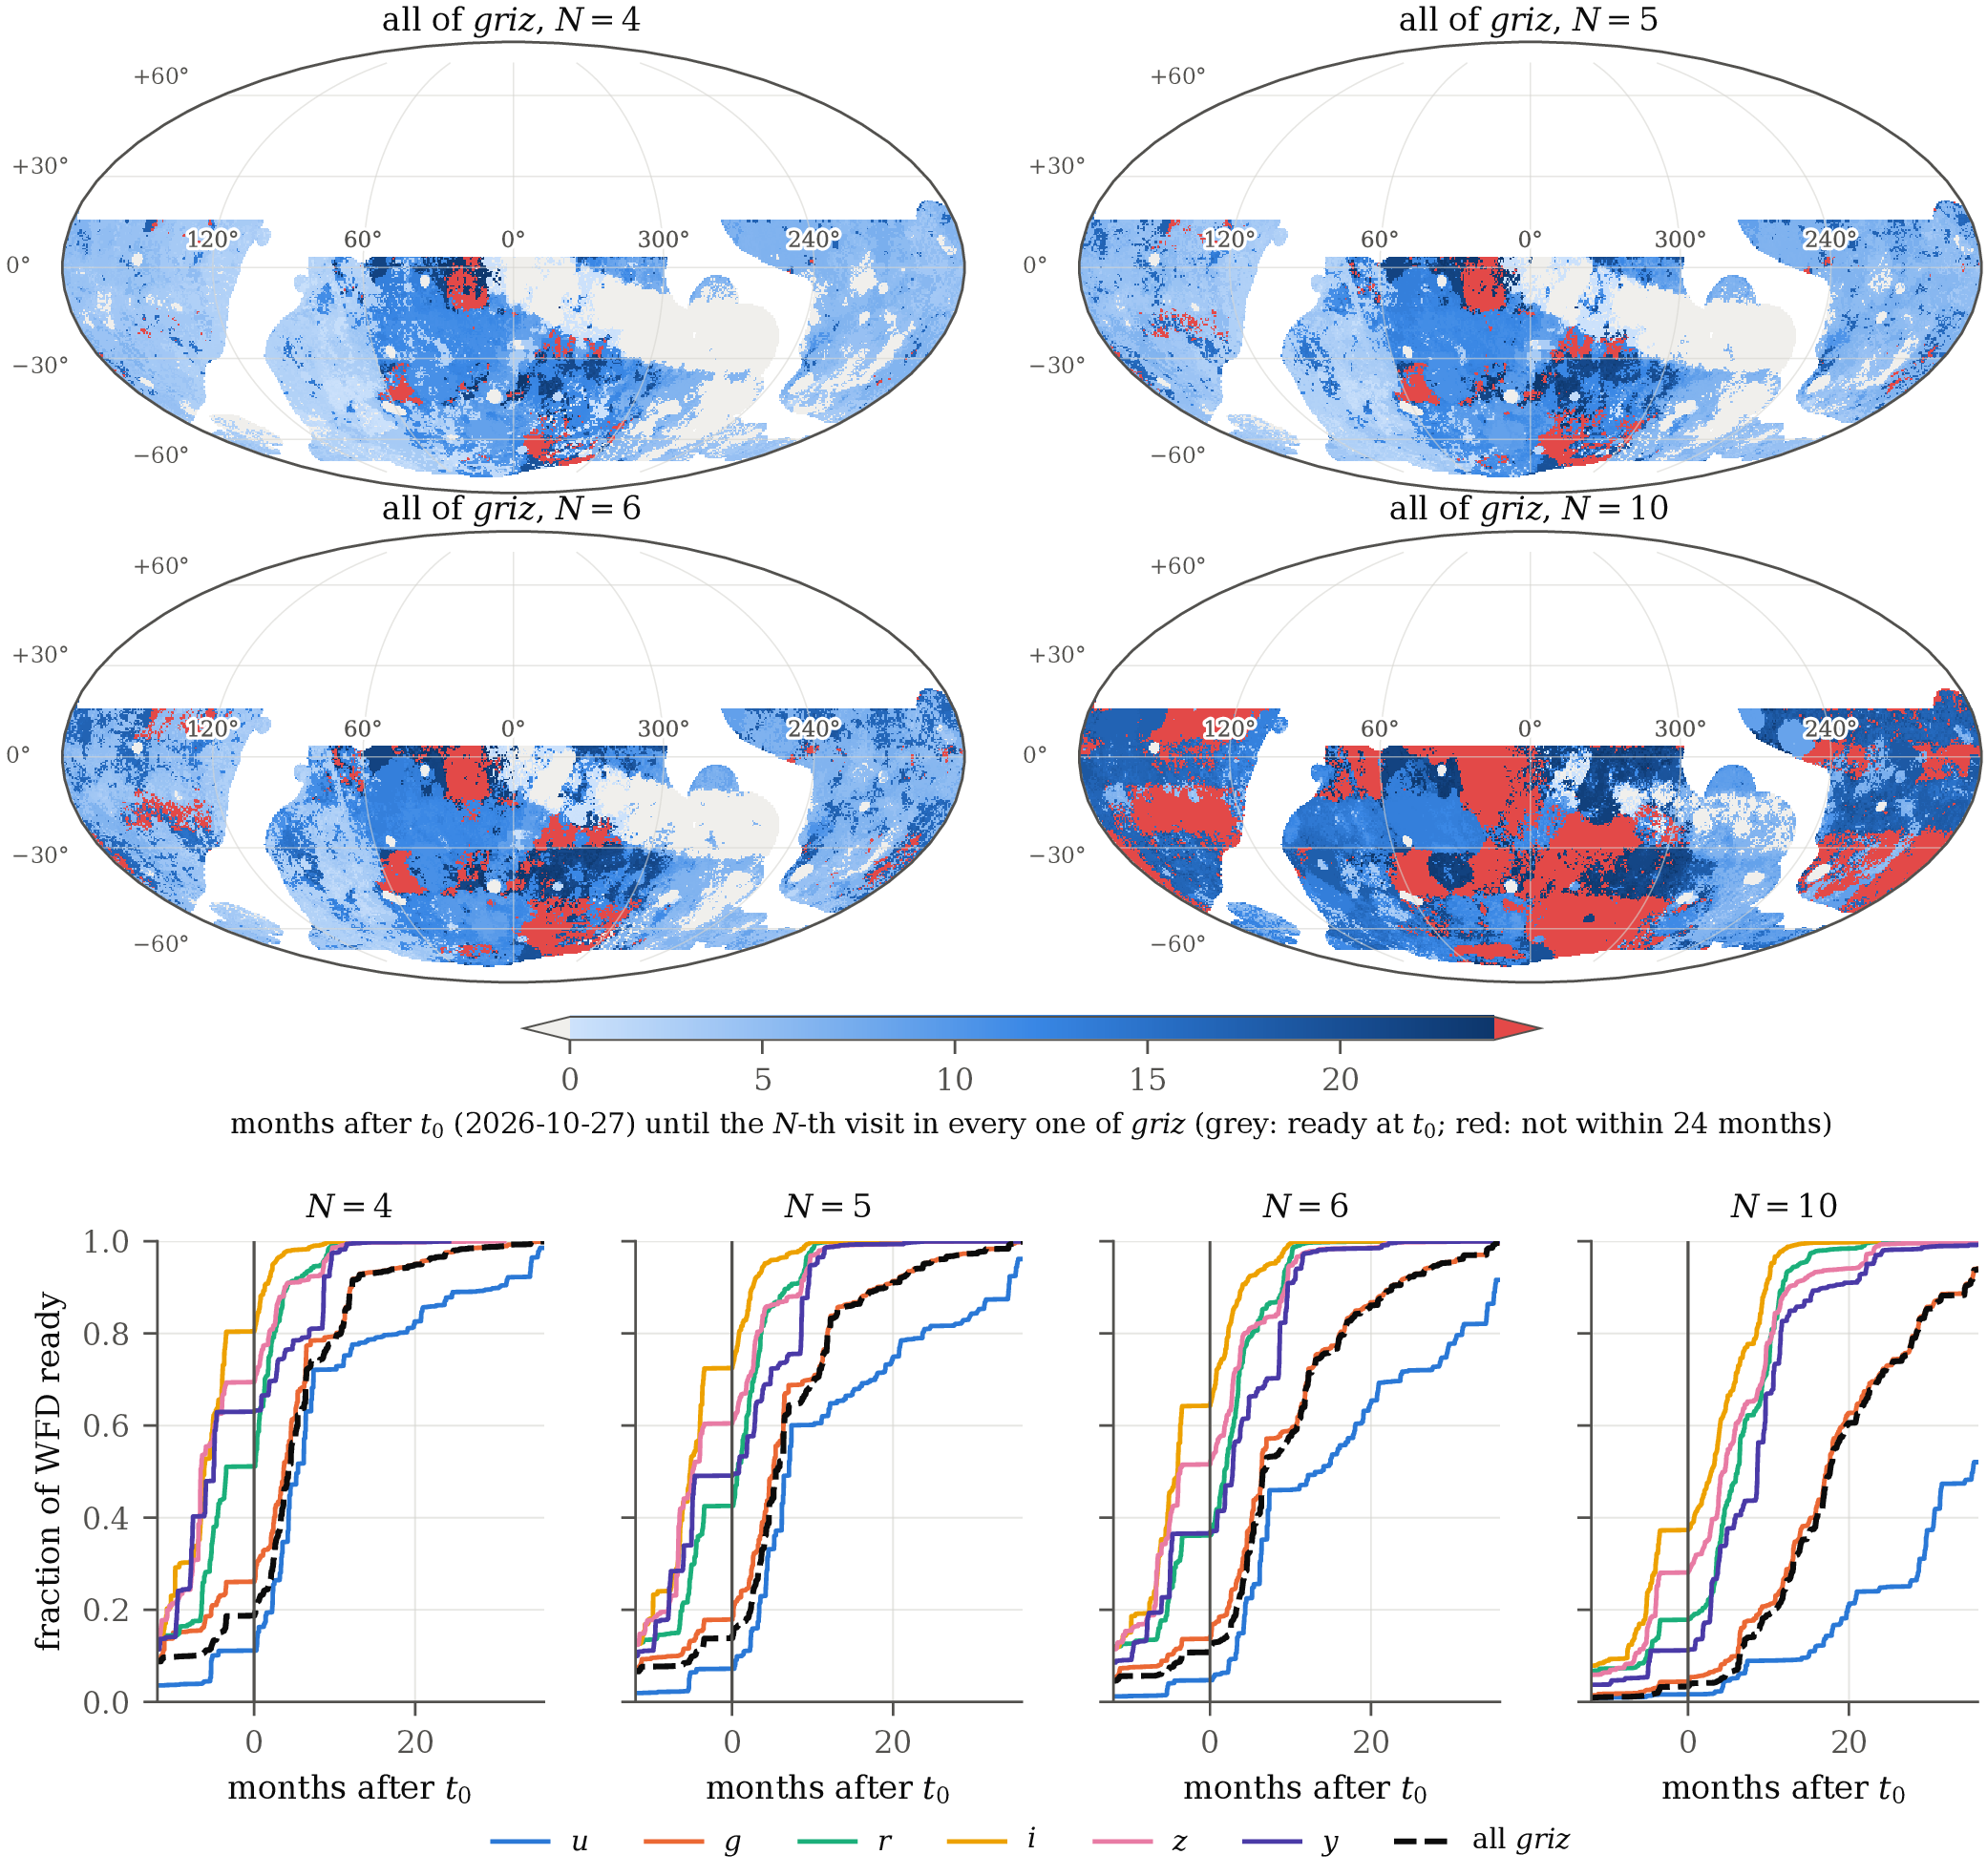 all of griz, N = 4
all of griz, N = 5
+60°
+60°
+30°
+30°
120° 60° 0° 300° 240°
120° 60° 0° 300° 240°
0°
0°
−30°
−30°
−60°
−60°
all of griz, N = 6
all of griz, N = 10
+60°
+60°
+30°
+30°
120° 60° 0° 300° 240°
120° 60° 0° 300° 240°
0°
0°
−30°
−30°
−60°
−60°
0 5 10 15 20
months after t0 (2026-10-27) until the N-th visit in every one of griz (grey: ready at t0; red: not within 24 months)
N = 4
N = 5
N = 6
N = 10
fraction of WFD ready
1.0
0.8
0.6
0.4
0.2
0.0
0 20
0 20
0 20
0 20
months after t0
months after t0
months after t0
months after t0
u g r i z y all griz